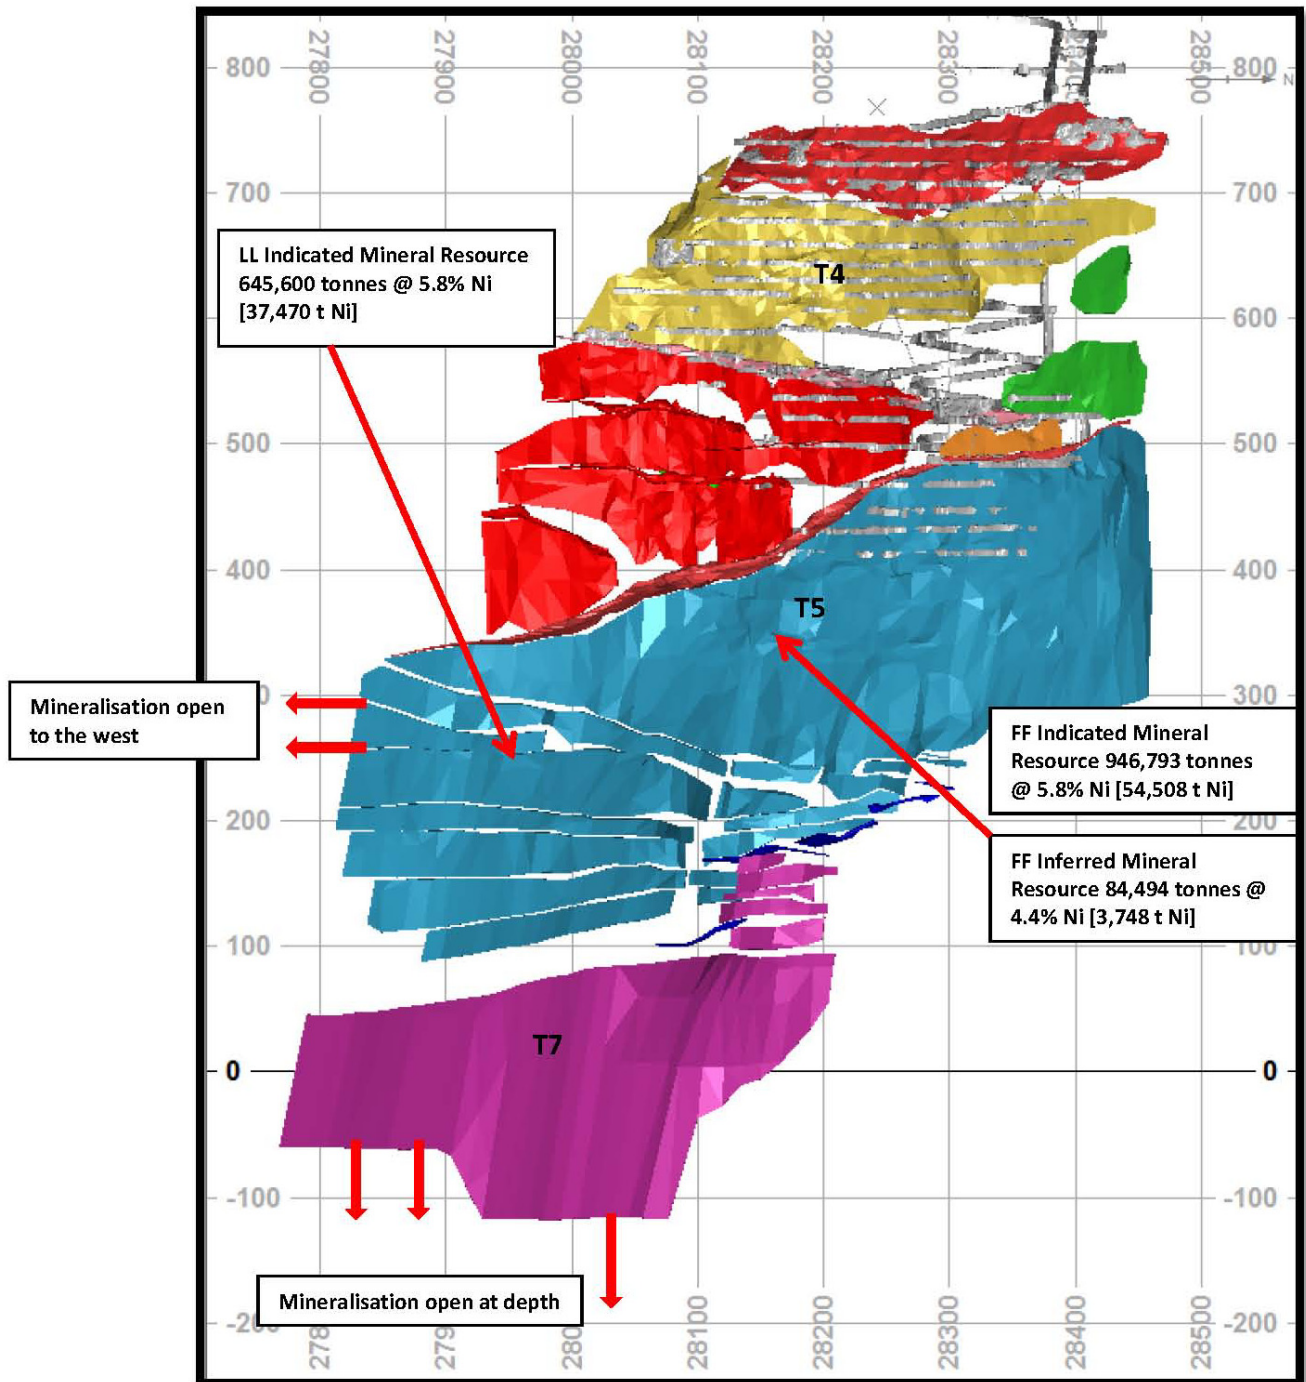 27800
27900
28000
28100
28200
28300
28500
800
800
N
700
700
LL Indicated Mineral Resource
645,600 tonnes @ 5.8% Ni
[37,470 t Ni]
T4
600
600
500
500
400
400
T5
Mineralisation open
to the west
300
FF Indicated Mineral
Resource 946,793 tonnes
@ 5.8% Ni [54,508 t Ni]
200
200
FF Inferred Mineral
Resource 84,494 tonnes @
4.4% Ni [3,748 t Ni]
100
100
T7
0
0
-100
-100
Mineralisation open at depth
-200
278
279
280
28100
28200
28300
28400
28500